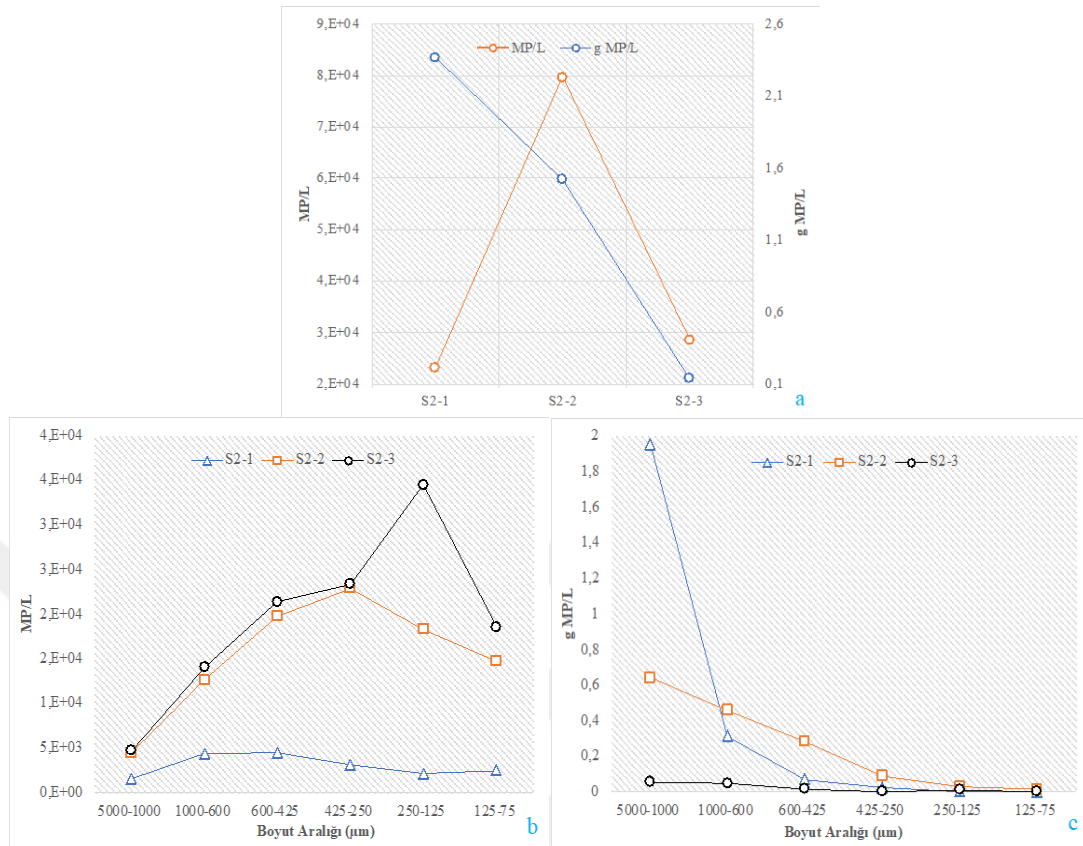 MP/L g MP/L
9,E+04
8,E+04
7,E+04
6,E+04
5,E+04
4,E+04
3,E+04
2,E+04
MP/L
2,6
2,1
1,6
1,1
0,6
0,1
g MP/L
S2-1 S2-2 S2-3
a
S2-1 S2-2 S2-3
4,E+04
4,E+04
3,E+04
3,E+04
2,E+04
2,E+04
1,E+04
5,E+03
0,E+00
MP/L
5000-1000 1000-600 600-425 425-250 250-125 125-75
Boyut Aralığı (µm)
b
S2-1 S2-2 S2-3
2
1,8
1,6
1,4
1,2
1
0,8
0,6
0,4
0,2
0
g MP/L
5000-1000 1000-600 600-425 425-250 250-125 125-75
Boyut Aralığı (µm)
c